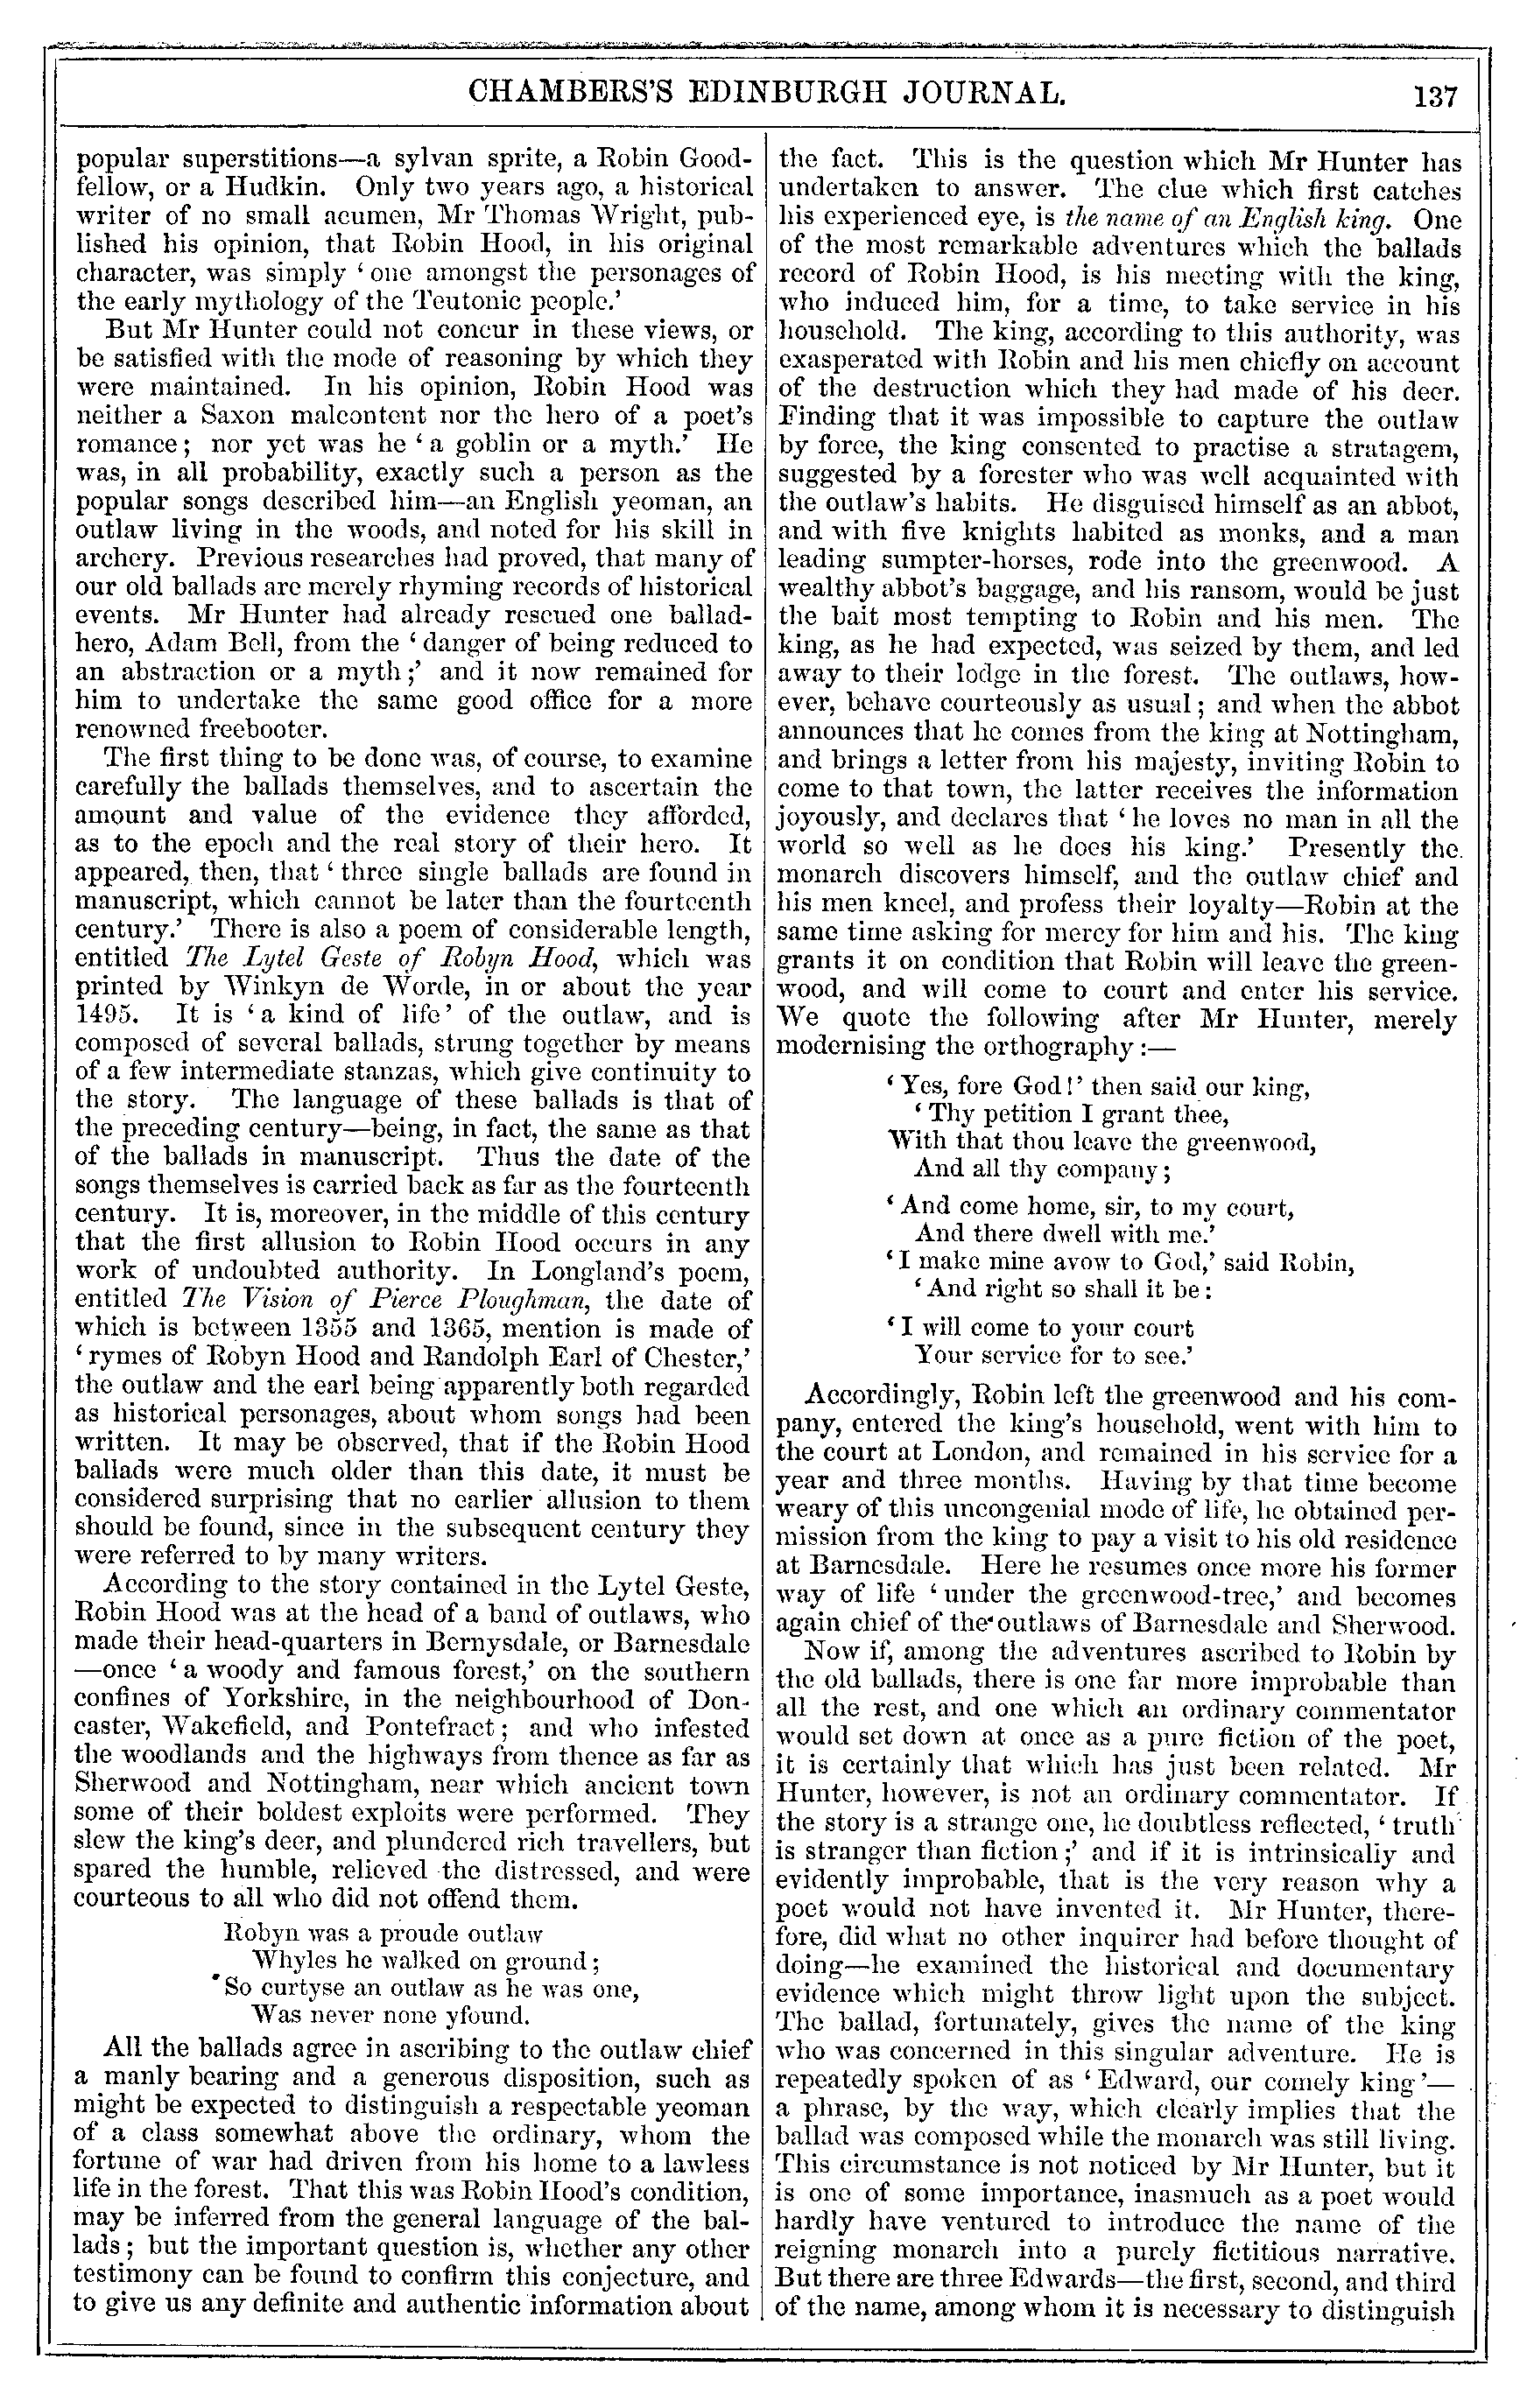 CHAMBERS'S EDINBURGH JOURNAL.
137
popular superstitions—a sylvan sprite, a Robin Good-
fellow, or a Hudkin. Only two years ago, a historical
writer of no small acumen, Mr Thomas Wright, pub-
lished his opinion, that Robin Hood, in his original
character, was simply ‘one amongst the personages of
the early mythology of the Teutonic people.’
But Mr Hunter could not concur in these views, or
be satisfied with the mode of reasoning by which they
were maintained. In his opinion, Robin Hood was
neither a Saxon malcontent nor the hero of a poet's
romance; nor yet was he ‘a goblin or a myth.’ He
was, in all probability, exactly such a person as the
popular songs described him—an English yeoman, an
outlaw living in the woods, and noted for his skill in
archery. Previous researches had proved, that many of
our old ballads are merely rhyming records of historical
events. Mr Hunter had already rescued one ballad-
hero, Adam Bell, from the ‘danger of being reduced to
an abstraction or a myth;’ and it now remained for
him to undertake the same good office for a more
renowned freebooter.
The first thing to be done was, of course, to examine
carefully the ballads themselves, and to ascertain the
amount and value of the evidence they afforded,
as to the epoch and the real story of their hero. It
appeared, then, that ‘three single ballads are found in
manuscript, which cannot be later than the fourteenth
century.’ There is also a poem of considerable length,
entitled The Lytel Geste of Robyn Hood, which was
printed by Winkyn de Worde, in or about the year
1495. It is ‘a kind of life’ of the outlaw, and is
composed of several ballads, strung together by means
of a few intermediate stanzas, which give continuity to
the story. The language of these ballads is that of
the preceding century—being, in fact, the same as that
of the ballads in manuscript. Thus the date of the
songs themselves is carried back as far as the fourteenth
century. It is, moreover, in the middle of this century
that the first allusion to Robin Hood occurs in any
work of undoubted authority. In Longland's poem,
entitled The Vision of Pierce Ploughman, the date of
which is between 1355 and 1365, mention is made of
‘rymes of Robyn Hood and Randolph Earl of Chester,’
the outlaw and the earl being apparently both regarded
as historical personages, about whom songs had been
written. It may be observed, that if the Robin Hood
ballads were much older than this date, it must be
considered surprising that no earlier allusion to them
should be found, since in the subsequent century they
were referred to by many writers.
According to the story contained in the Lytel Geste,
Robin Hood was at the head of a band of outlaws, who
made their head-quarters in Bernysdale, or Barnesdale
—once ‘a woody and famous forest,’ on the southern
confines of Yorkshire, in the neighbourhood of Don-
caster, Wakefield, and Pontefract; and who infested
the woodlands and the highways from thence as far as
Sherwood and Nottingham, near which ancient town
some of their boldest exploits were performed. They
slew the king's deer, and plundered rich travellers, but
spared the humble, relieved the distressed, and were
courteous to all who did not offend them.
Robyn was a proude outlaw
Whyles he walked on ground;
So curtyse an outlaw as he was one,
Was never none yfound.
All the ballads agree in ascribing to the outlaw chief
a manly bearing and a generous disposition, such as
might be expected to distinguish a respectable yeoman
of a class somewhat above the ordinary, whom the
fortune of war had driven from his home to a lawless
life in the forest. That this was Robin Hood's condition,
may be inferred from the general language of the bal-
lads; but the important question is, whether any other
testimony can be found to confirm this conjecture, and
to give us any definite and authentic information about
the fact. This is the question which Mr Hunter has
undertaken to answer. The clue which first catches
his experienced eye, is the name of an English king. One
of the most remarkable adventures which the ballads
record of Robin Hood, is his meeting with the king,
who induced him, for a time, to take service in his
household. The king, according to this authority, was
exasperated with Robin and his men chiefly on account
of the destruction which they had made of his deer.
Finding that it was impossible to capture the outlaw
by force, the king consented to practise a stratagem,
suggested by a forester who was well acquainted with
the outlaw's habits. He disguised himself as an abbot,
and with five knights habited as monks, and a man
leading sumpter-horses, rode into the greenwood. A
wealthy abbot's baggage, and his ransom, would be just
the bait most tempting to Robin and his men. The
king, as he had expected, was seized by them, and led
away to their lodge in the forest. The outlaws, how-
ever, behave courteously as usual; and when the abbot
announces that he comes from the king at Nottingham,
and brings a letter from his majesty, inviting Robin to
come to that town, the latter receives the information
joyously, and declares that ‘he loves no man in all the
world so well as he does his king.’ Presently the
monarch discovers himself, and the outlaw chief and
his men kneel, and profess their loyalty—Robin at the
same time asking for mercy for him and his. The king
grants it on condition that Robin will leave the green-
wood, and will come to court and enter his service.
We quote the following after Mr Hunter, merely
modernising the orthography:—
‘Yes, fore God!’ then said our king,
‘Thy petition I grant thee,
With that thou leave the greenwood,
And all thy company;
‘And come home, sir, to my court,
And there dwell with me.’
‘I make mine avow to God,’ said Robin,
‘And right so shall it be:
‘I will come to your court
Your service for to see.’
Accordingly, Robin left the greenwood and his com-
pany, entered the king's household, went with him to
the court at London, and remained in his service for a
year and three months. Having by that time become
weary of this uncongenial mode of life, he obtained per-
mission from the king to pay a visit to his old residence
at Barnesdale. Here he resumes once more his former
way of life ‘under the greenwood-tree,’ and becomes
again chief of the outlaws of Barnesdale and Sherwood.
Now if, among the adventures ascribed to Robin by
the old ballads, there is one far more improbable than
all the rest, and one which an ordinary commentator
would set down at once as a pure fiction of the poet,
it is certainly that which has just been related. Mr
Hunter, however, is not an ordinary commentator. If
the story is a strange one, he doubtless reflected, ‘truth
is stranger than fiction;’ and if it is intrinsically and
evidently improbable, that is the very reason why a
poet would not have invented it. Mr Hunter, there-
fore, did what no other inquirer had before thought of
doing—he examined the historical and documentary
evidence which might throw light upon the subject.
The ballad, fortunately, gives the name of the king
who was concerned in this singular adventure. He is
repeatedly spoken of as ‘Edward, our comely king’—
a phrase, by the way, which clearly implies that the
ballad was composed while the monarch was still living.
This circumstance is not noticed by Mr Hunter, but it
is one of some importance, inasmuch as a poet would
hardly have ventured to introduce the name of the
reigning monarch into a purely fictitious narrative.
But there are three Edwards—the first, second, and third
of the name, among whom it is necessary to distinguish